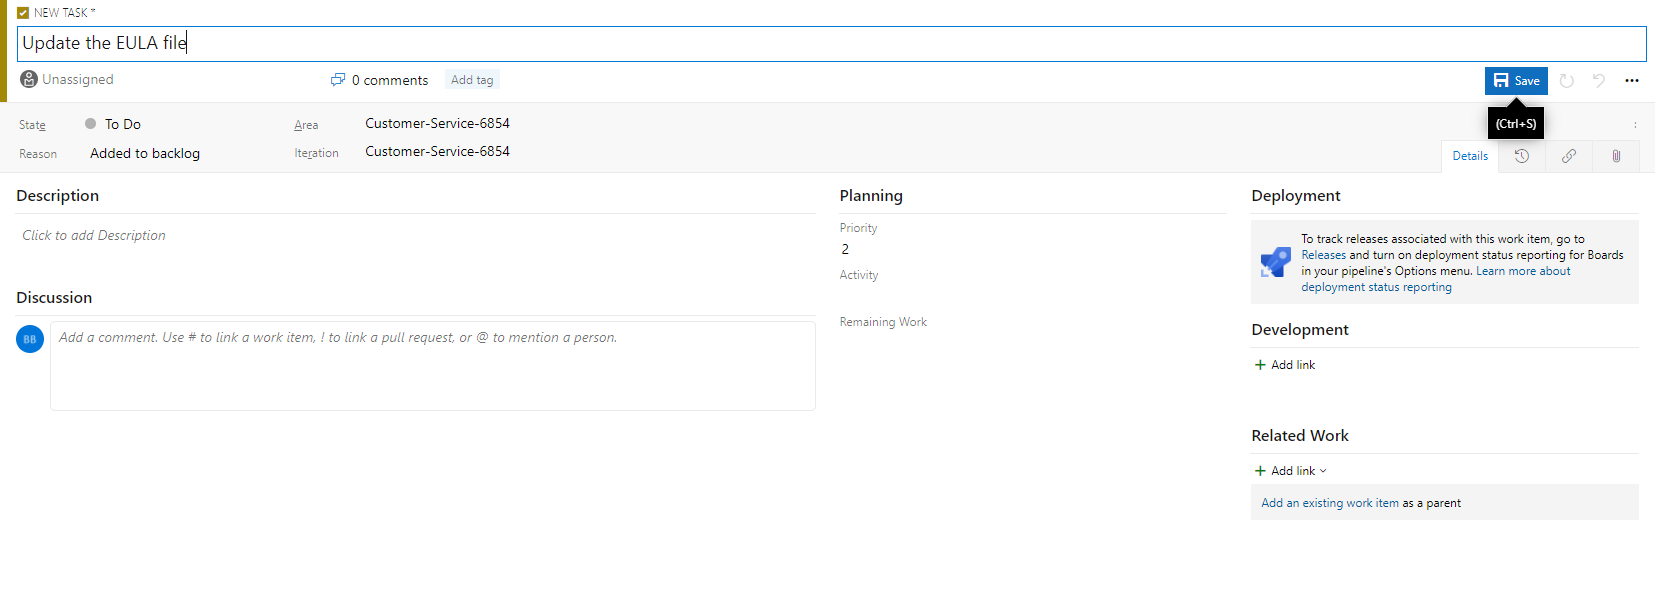 NEW TASK *
Update the EULA file
Unassigned
0 comments
Add tag
Save
(Ctrl+S)
State
To Do
Area
Customer-Service-6854
Reason
Added to backlog
Iteration
Customer-Service-6854
Details
Description
Click to add Description
Discussion
BB
Add a comment. Use # to link a work item, ! to link a pull request, or @ to mention a person.
Planning
Priority
2
Activity
Remaining Work
Deployment
To track releases associated with this work item, go to
Releases and turn on deployment status reporting for Boards
in your pipeline's Options menu. Learn more about
deployment status reporting
Development
+ Add link
Related Work
+ Add link
Add an existing work item as a parent